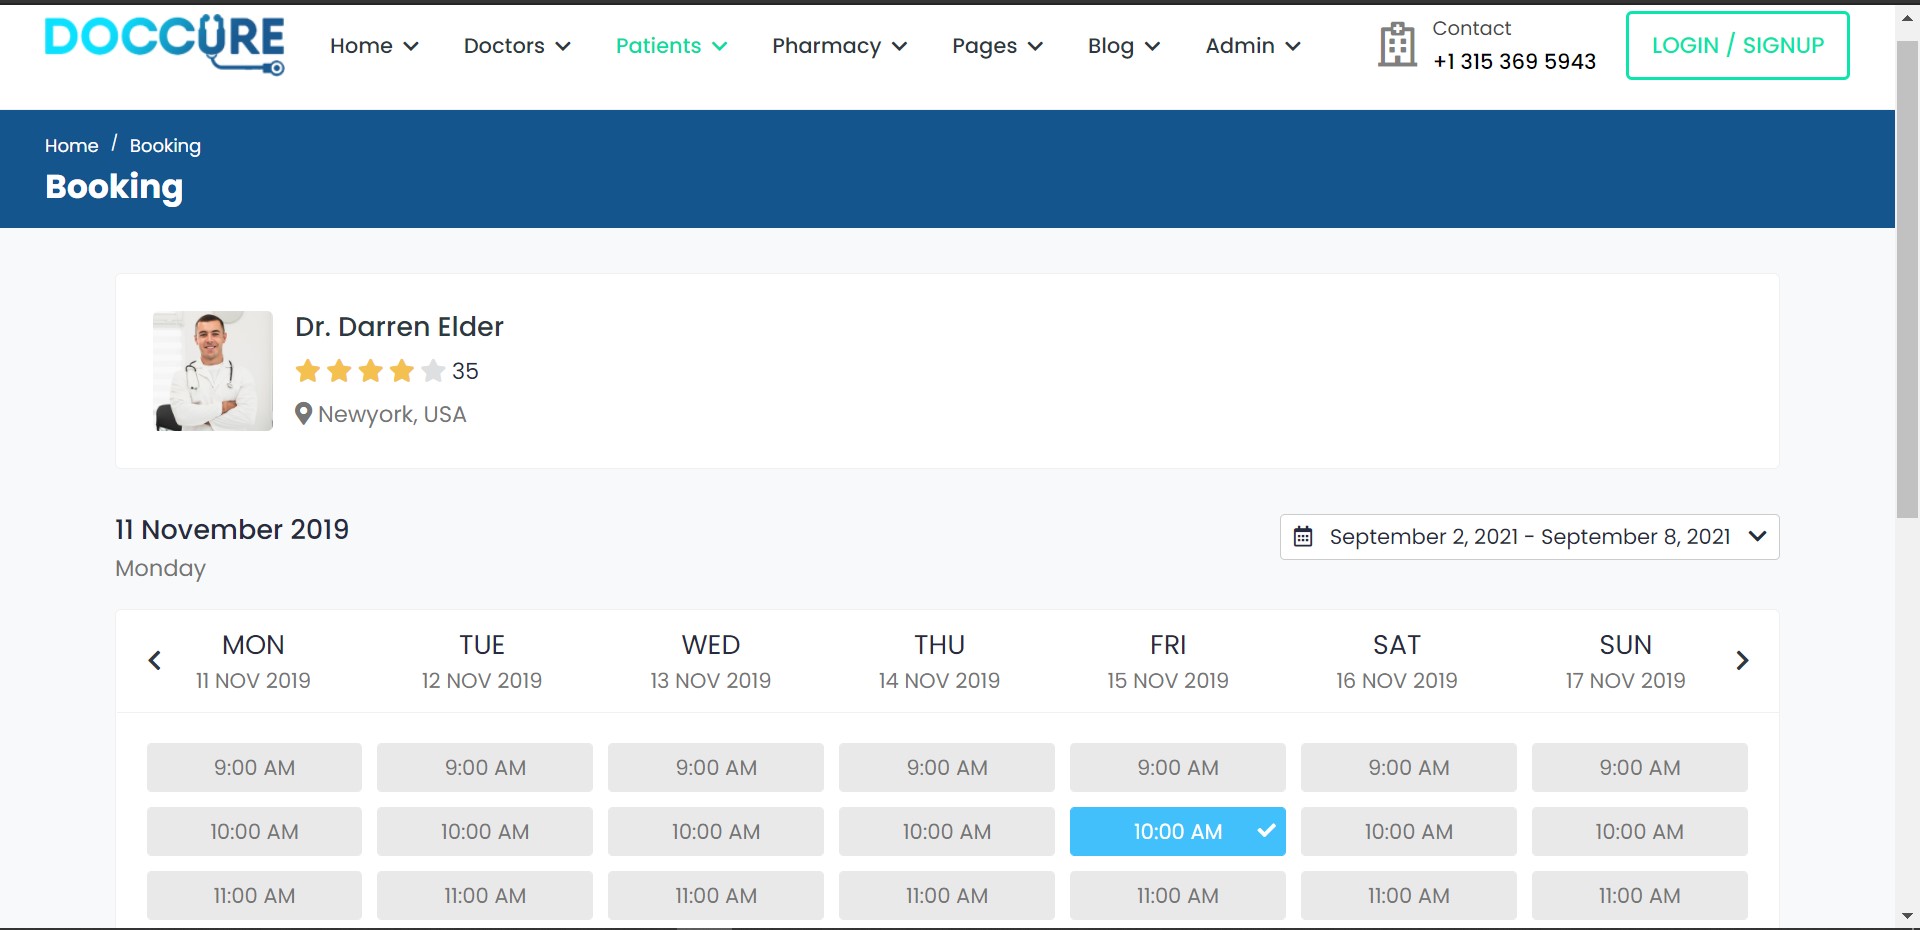 DOCCURE
Home Doctors Patients Pharmacy Pages Blog Admin
Contact
+1 315 369 5943
LOGIN / SIGNUP
Home / Booking
Booking
Dr. Darren Elder
35
Newyork, USA
11 November 2019
Monday
September 2, 2021 - September 8, 2021
MON TUE WED THU FRI SAT SUN
11 NOV 2019 12 NOV 2019 13 NOV 2019 14 NOV 2019 15 NOV 2019 16 NOV 2019 17 NOV 2019
9:00 AM 9:00 AM 9:00 AM 9:00 AM 9:00 AM 9:00 AM 9:00 AM
10:00 AM 10:00 AM 10:00 AM 10:00 AM 10:00 AM 10:00 AM 10:00 AM
11:00 AM 11:00 AM 11:00 AM 11:00 AM 11:00 AM 11:00 AM 11:00 AM